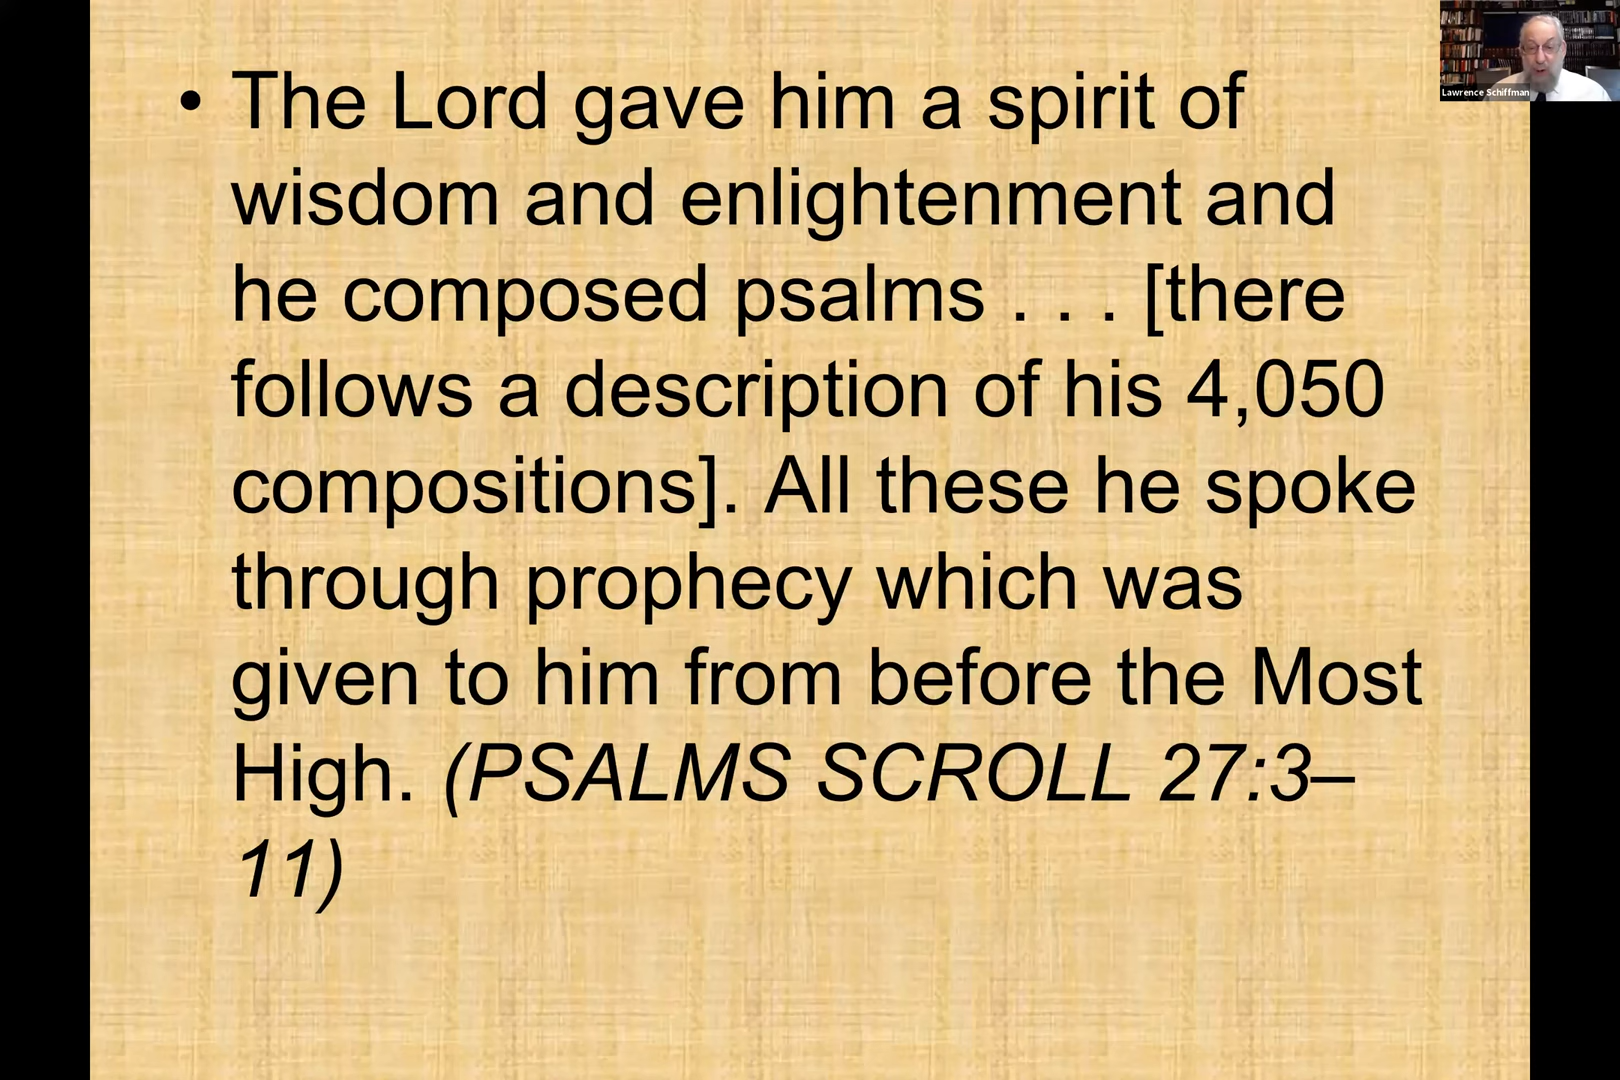 • The Lord gave him a spirit of
wisdom and enlightenment and
he composed psalms . . . [there
follows a description of his 4,050
compositions]. All these he spoke
through prophecy which was
given to him from before the Most
High. (PSALMS SCROLL 27:3–
11)
Lawrence Schiffman